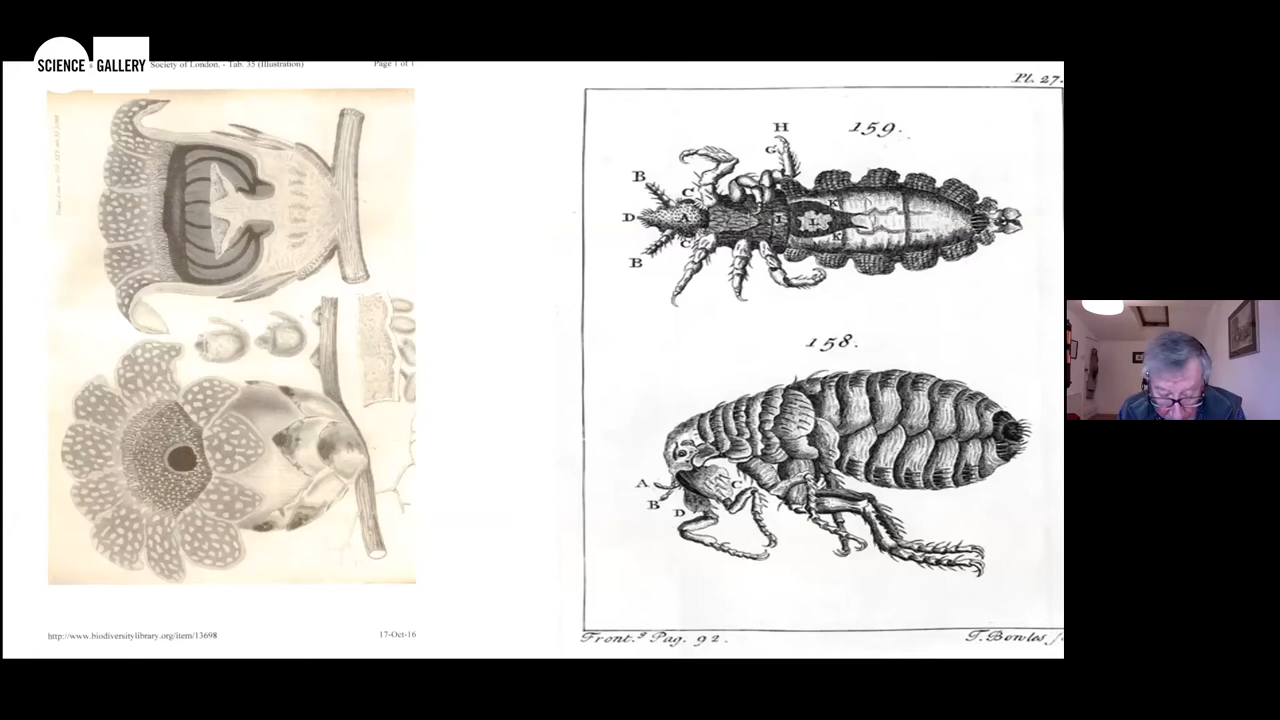 SCIENCE GALLERY
Society of London. - Tab. 35 (Illustration)
Page 1 of 1
http://www.biodiversitylibrary.org/item/13698
17-Oct-16
Pl. 27.
159.
H
G
B
C
D
A
I
K
L
K
C
B
158.
A
B
D
C
Front.s Pag. 92.
T. Bowles